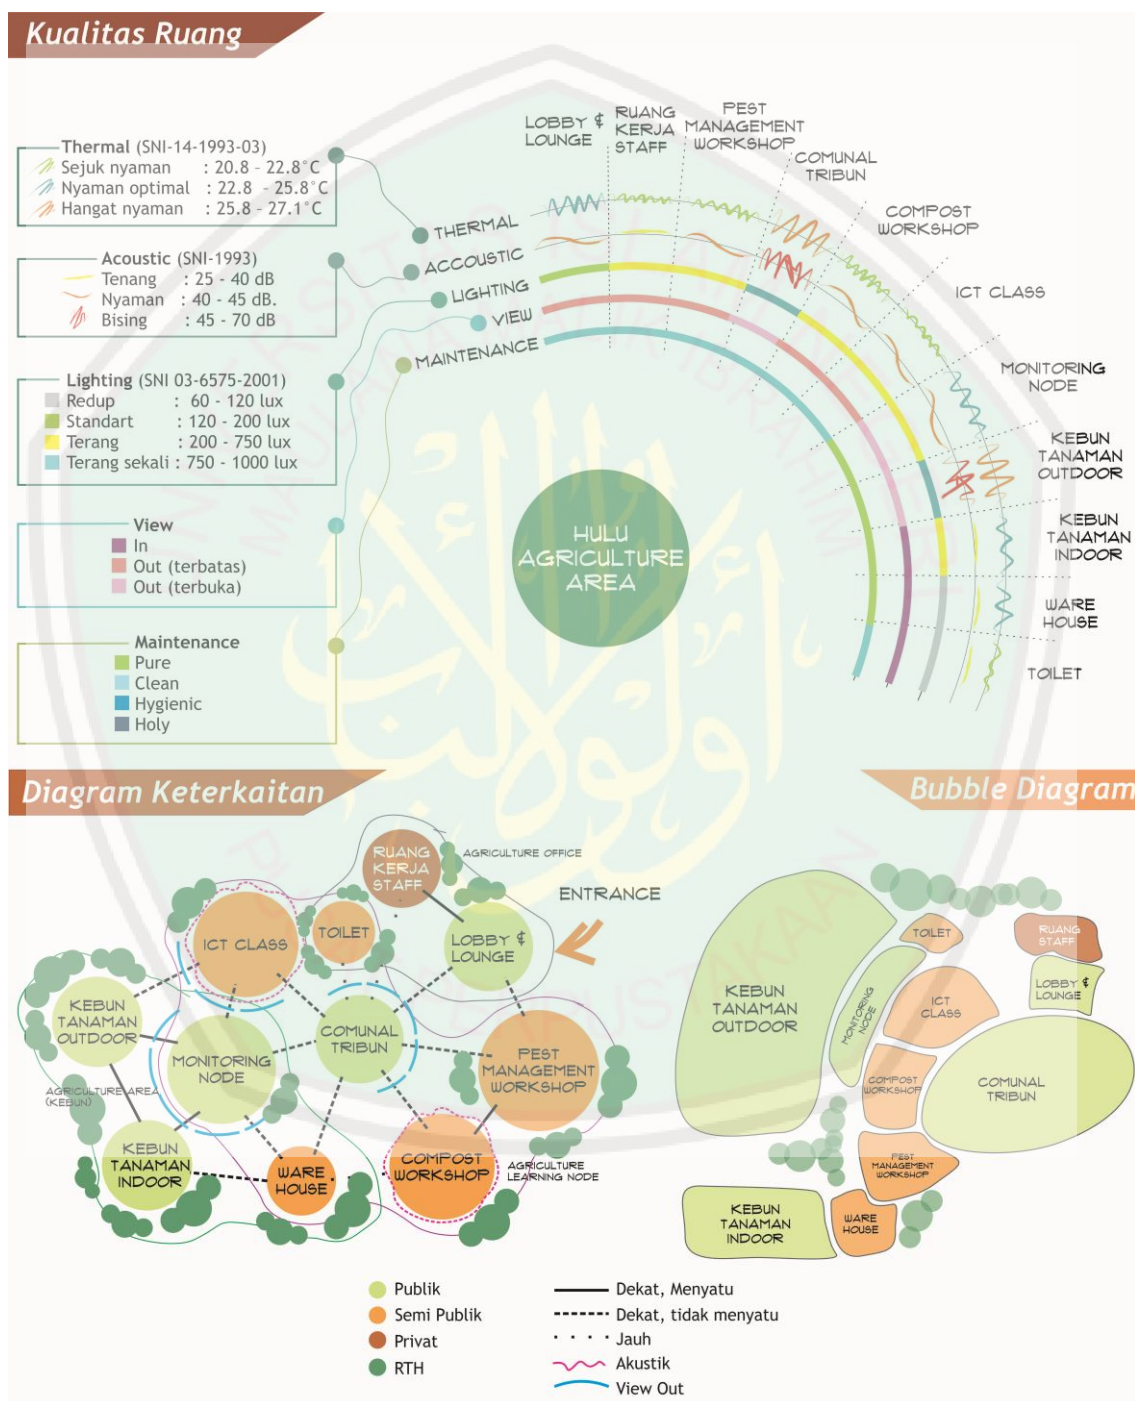 Kualitas Ruang
Thermal (SNI-14-1993-03)
Sejuk nyaman : 20.8 - 22.8°C
Nyaman optimal : 22.8 - 25.8°C
Hangat nyaman : 25.8 - 27.1°C
Acoustic (SNI-1993)
Tenang : 25 - 40 dB
Nyaman : 40 - 45 dB.
Bising : 45 - 70 dB
Lighting (SNI 03-6575-2001)
Redup : 60 - 120 lux
Standart : 120 - 200 lux
Terang : 200 - 750 lux
Terang sekali : 750 - 1000 lux
View
In
Out (terbatas)
Out (terbuka)
Maintenance
Pure
Clean
Hygienic
Holy
THERMAL
ACCOUSTIC
LIGHTING
VIEW
MAINTENANCE
LOBBY &
LOUNGE
RUANG
KERJA
STAFF
PEST
MANAGEMENT
WORKSHOP
COMUNAL
TRIBUN
COMPOST
WORKSHOP
ICT CLASS
MONITORING
NODE
KEBUN
TANAMAN
OUTDOOR
KEBUN
TANAMAN
INDOOR
WARE
HOUSE
TOILET
HULU
AGRICULTURE
AREA
Diagram Keterkaitan
RUANG
KERJA
STAFF
AGRICULTURE OFFICE
ENTRANCE
ICT CLASS
TOILET
LOBBY &
LOUNGE
KEBUN
TANAMAN
OUTDOOR
MONITORING
NODE
COMUNAL
TRIBUN
PEST
MANAGEMENT
WORKSHOP
AGRICULTURE AREA
(KEBUN)
KEBUN
TANAMAN
INDOOR
WARE
HOUSE
COMPOST
WORKSHOP
AGRICULTURE
LEARNING NODE
Bubble Diagram
KEBUN
TANAMAN
OUTDOOR
TOILET
RUANG
STAFF
MONITORING
NODE
ICT
CLASS
LOBBY &
LOUNGE
COMPOST
WORKSHOP
COMUNAL
TRIBUN
PEST
MANAGEMENT
WORKSHOP
KEBUN
TANAMAN
INDOOR
WARE
HOUSE
Publik
Semi Publik
Privat
RTH
Dekat, Menyatu
Dekat, tidak menyatu
Jauh
Akustik
View Out